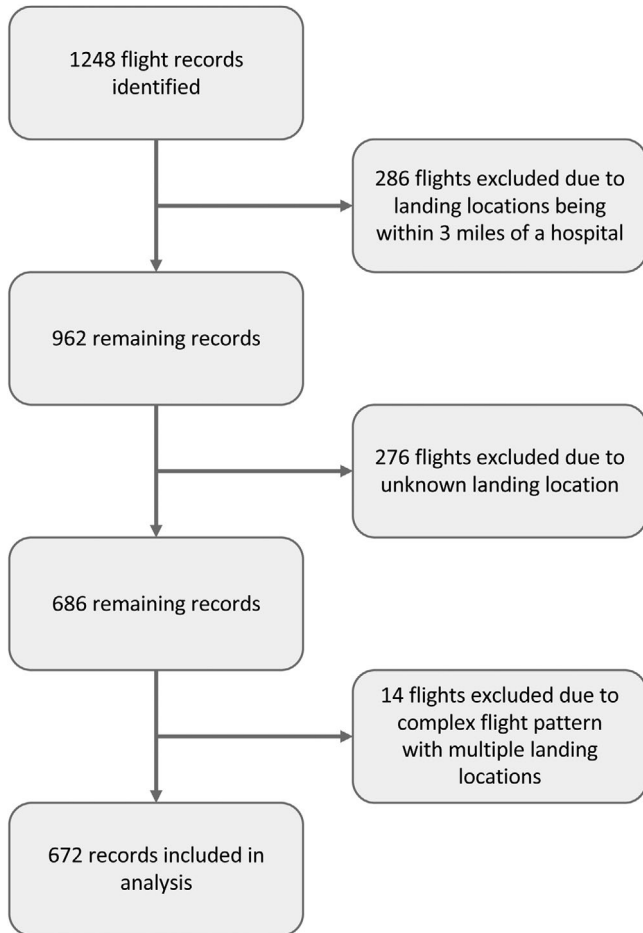 1248 flight records
identified
286 flights excluded due to
landing locations being
within 3 miles of a hospital
962 remaining records
276 flights excluded due to
unknown landing location
686 remaining records
14 flights excluded due to
complex flight pattern
with multiple landing
locations
672 records included in
analysis